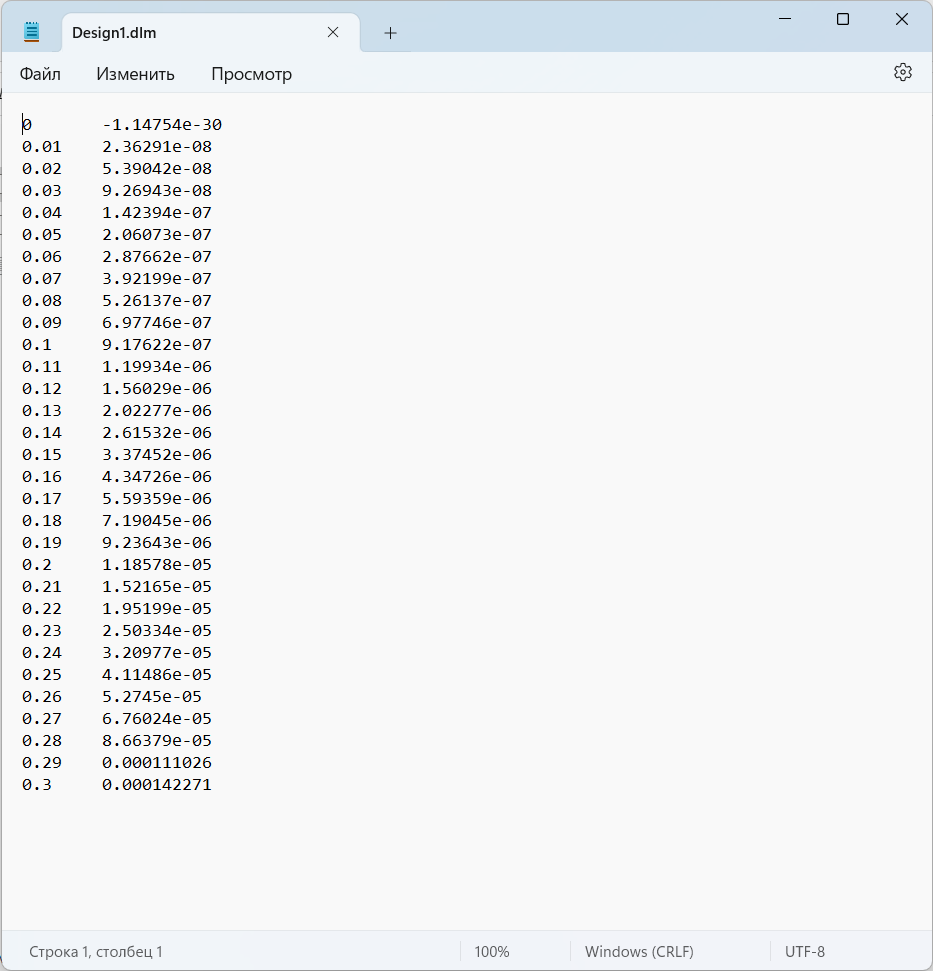 Design1.dlm
Файл Изменить Просмотр
0 -1.14754e-30
0.01 2.36291e-08
0.02 5.39042e-08
0.03 9.26943e-08
0.04 1.42394e-07
0.05 2.06073e-07
0.06 2.87662e-07
0.07 3.92199e-07
0.08 5.26137e-07
0.09 6.97746e-07
0.1 9.17622e-07
0.11 1.19934e-06
0.12 1.56029e-06
0.13 2.02277e-06
0.14 2.61532e-06
0.15 3.37452e-06
0.16 4.34726e-06
0.17 5.59359e-06
0.18 7.19045e-06
0.19 9.23643e-06
0.2 1.18578e-05
0.21 1.52165e-05
0.22 1.95199e-05
0.23 2.50334e-05
0.24 3.20977e-05
0.25 4.11486e-05
0.26 5.2745e-05
0.27 6.76024e-05
0.28 8.66379e-05
0.29 0.000111026
0.3 0.000142271
Строка 1, столбец 1 100% Windows (CRLF) UTF-8